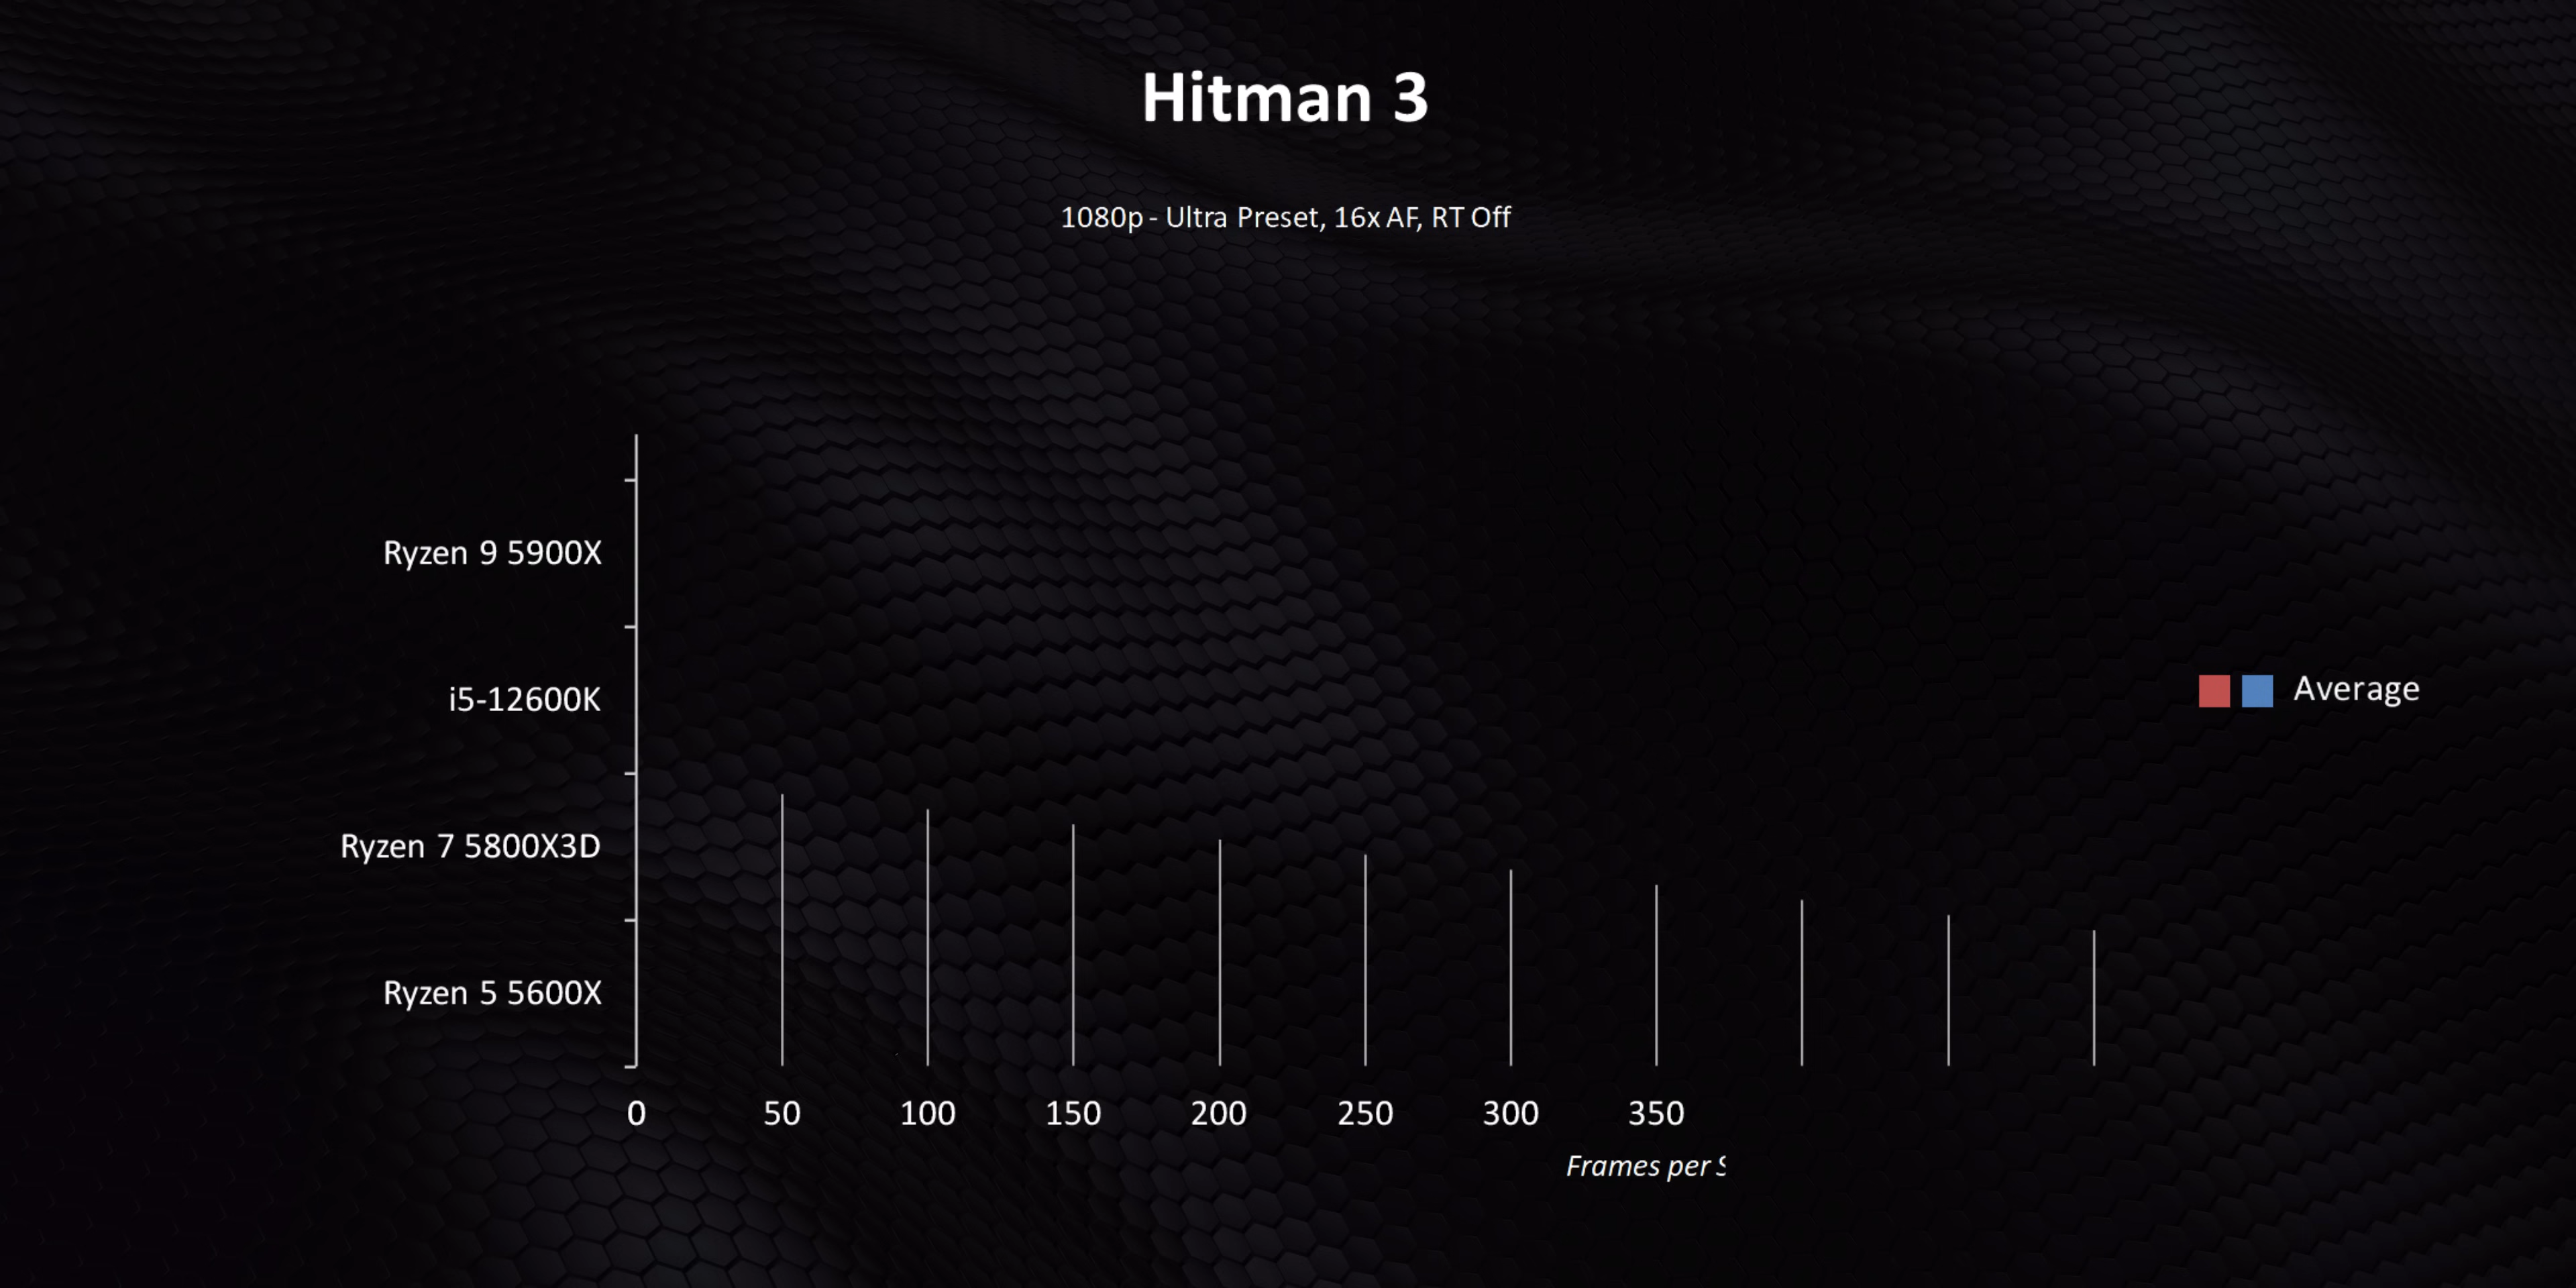 Hitman 3
1080p - Ultra Preset, 16x AF, RT Off
Ryzen 9 5900X
i5-12600K
Average
Ryzen 7 5800X3D
Ryzen 5 5600X
0 50 100 150 200 250 300 350
Frames per